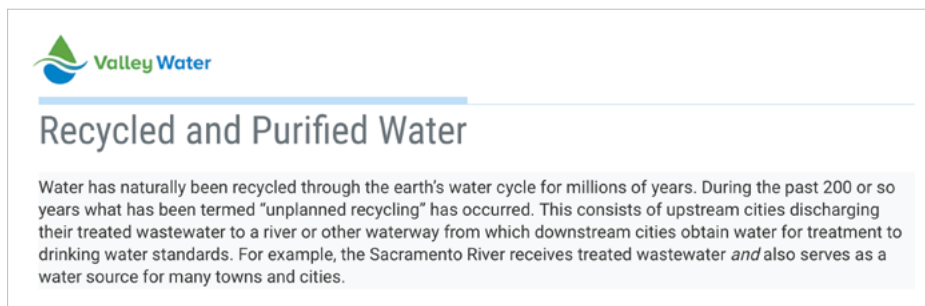 Valley Water
Recycled and Purified Water
Water has naturally been recycled through the earth's water cycle for millions of years. During the past 200 or so
years what has been termed “unplanned recycling” has occurred. This consists of upstream cities discharging
their treated wastewater to a river or other waterway from which downstream cities obtain water for treatment to
drinking water standards. For example, the Sacramento River receives treated wastewater and also serves as a
water source for many towns and cities.